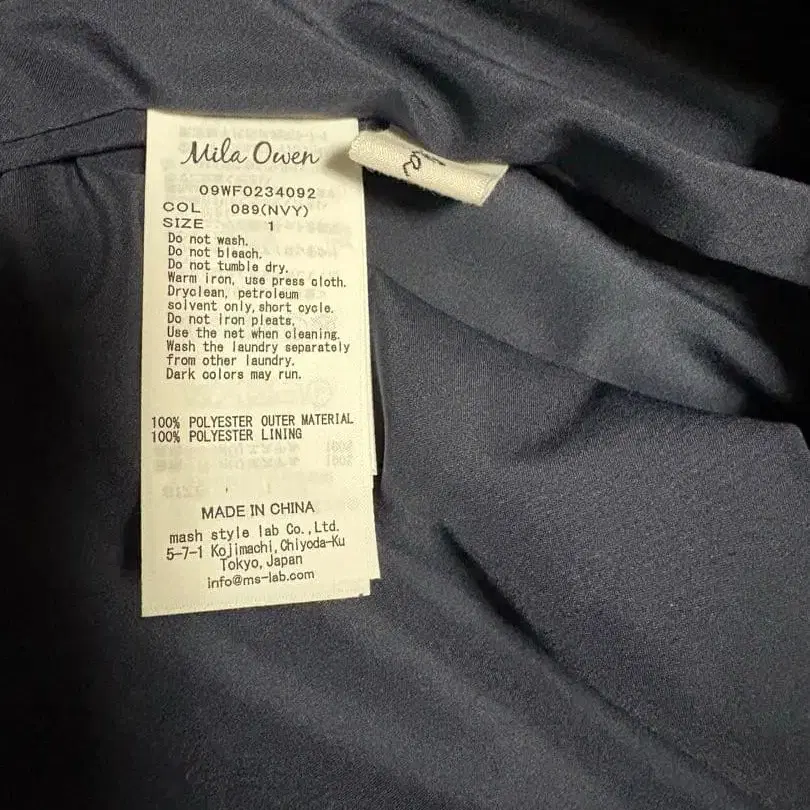 Mila Owen
09WF0234092
COL 089(NVY)
SIZE 1
Do not wash.
Do not bleach.
Do not tumble dry.
Warm iron, use press cloth.
Dryclean, petroleum
solvent only, short cycle.
Do not iron pleats,
Use the net when cleaning.
Wash the laundry separately
from other laundry.
Dark colors may run.
100% POLYESTER OUTER MATERIAL
100% POLYESTER LINING
MADE IN CHINA
mash style lab Co., Ltd.
5-7-1 Kojimachi, Chiyoda-Ku
Tokyo, Japan
info@ms-lab.com